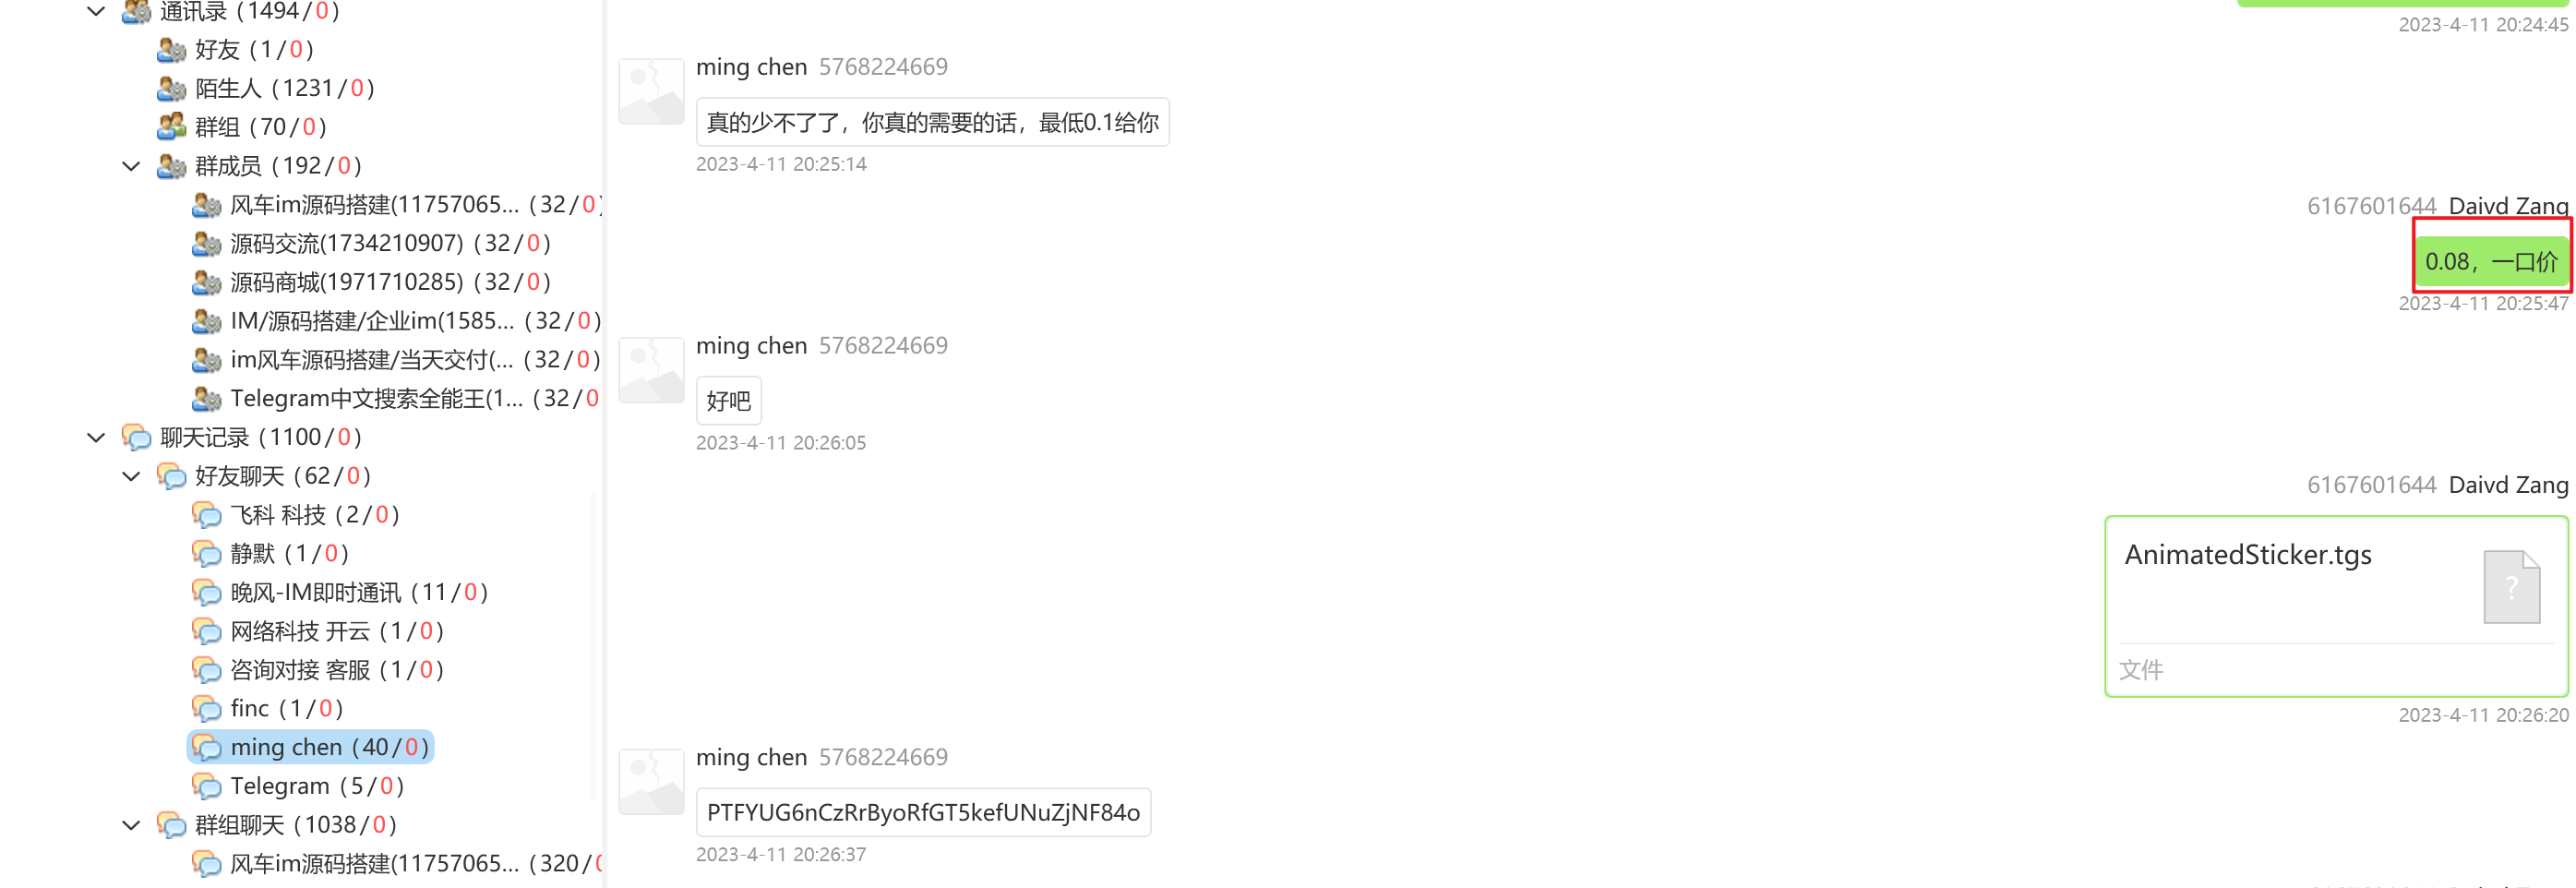 通讯录 (1494/0)
好友 (1/0)
陌生人 (1231/0)
群组 (70/0)
群成员 (192/0)
风车im源码搭建(11757065... (32/0)
源码交流(1734210907) (32/0)
源码商城(1971710285) (32/0)
IM/源码搭建/企业im(1585... (32/0)
im风车源码搭建/当天交付(... (32/0)
Telegram中文搜索全能王(1... (32/0
聊天记录 (1100/0)
好友聊天 (62/0)
飞科 科技 (2/0)
静默 (1/0)
晚风-IM即时通讯 (11/0)
网络科技 开云 (1/0)
咨询对接 客服 (1/0)
finc (1/0)
ming chen (40/0)
Telegram (5/0)
群组聊天 (1038/0)
风车im源码搭建(11757065... (320/0
2023-4-11 20:24:45
ming chen 5768224669
真的少不了了，你真的需要的话，最低0.1给你
2023-4-11 20:25:14
6167601644 Daivd Zang
0.08，一口价
2023-4-11 20:25:47
ming chen 5768224669
好吧
2023-4-11 20:26:05
6167601644 Daivd Zang
AnimatedSticker.tgs
?
文件
2023-4-11 20:26:20
ming chen 5768224669
PTFYUG6nCzRrByoRfGT5kefUNuZjNF84o
2023-4-11 20:26:37